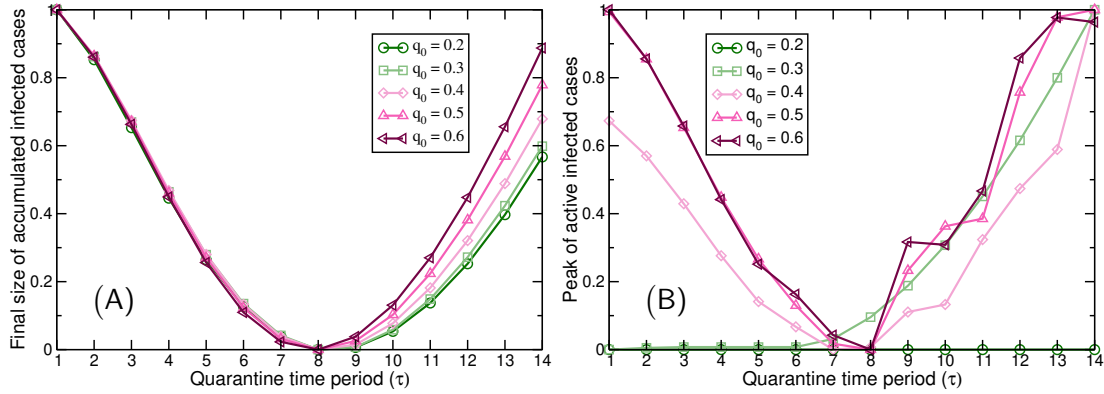 Final size of accumulated infected cases
1
0.8
0.6
0.4
0.2
0
1 2 3 4 5 6 7 8 9 10 11 12 13 14
Quarantine time period (τ)
(A)
q₀ = 0.2
q₀ = 0.3
q₀ = 0.4
q₀ = 0.5
q₀ = 0.6
Peak of active infected cases
1
0.8
0.6
0.4
0.2
0
1 2 3 4 5 6 7 8 9 10 11 12 13 14
Quarantine time period (τ)
(B)
q₀ = 0.2
q₀ = 0.3
q₀ = 0.4
q₀ = 0.5
q₀ = 0.6